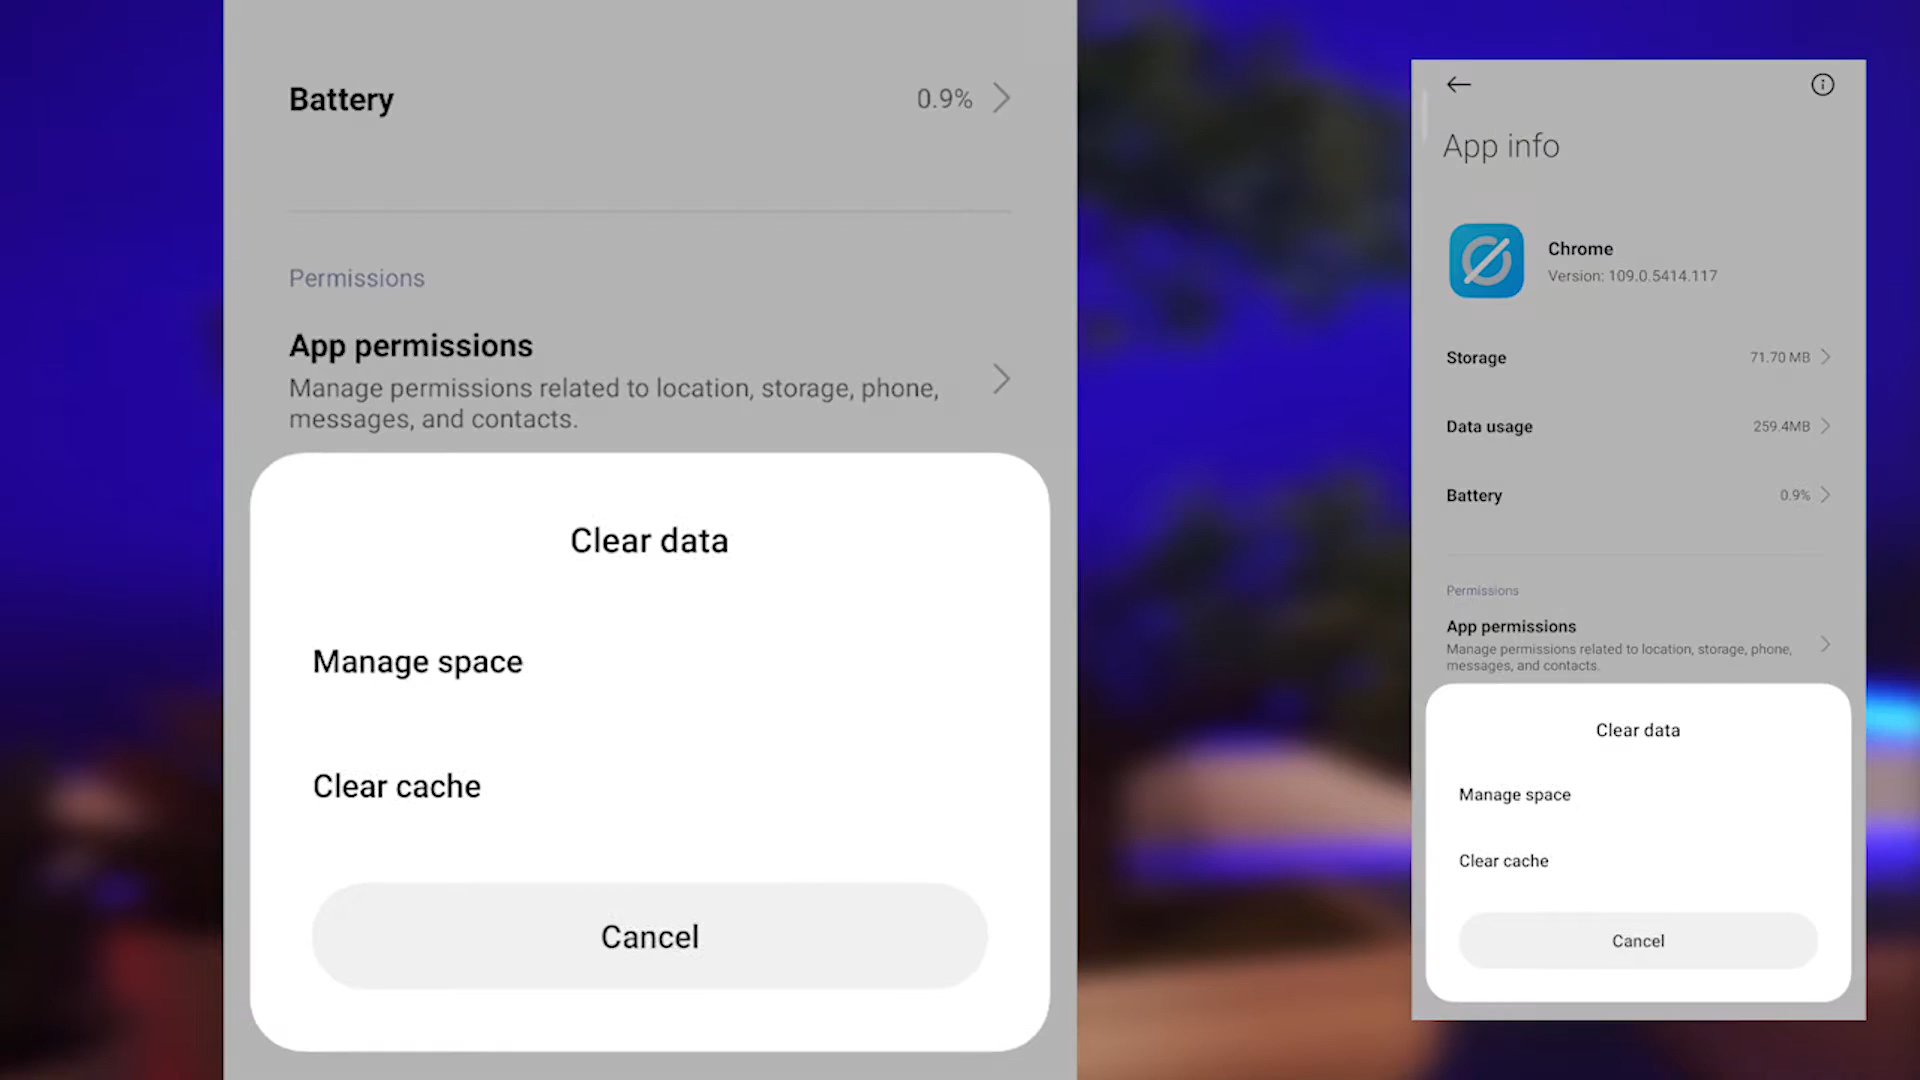 Battery
0.9%
Permissions
App permissions
Manage permissions related to location, storage, phone,
messages, and contacts.
Clear data
Manage space
Clear cache
Cancel
App info
Chrome
Version: 109.0.5414.117
Storage
71.70 MB
Data usage
259.4MB
Battery
0.9%
Permissions
App permissions
Manage permissions related to location, storage, phone,
messages, and contacts.
Clear data
Manage space
Clear cache
Cancel